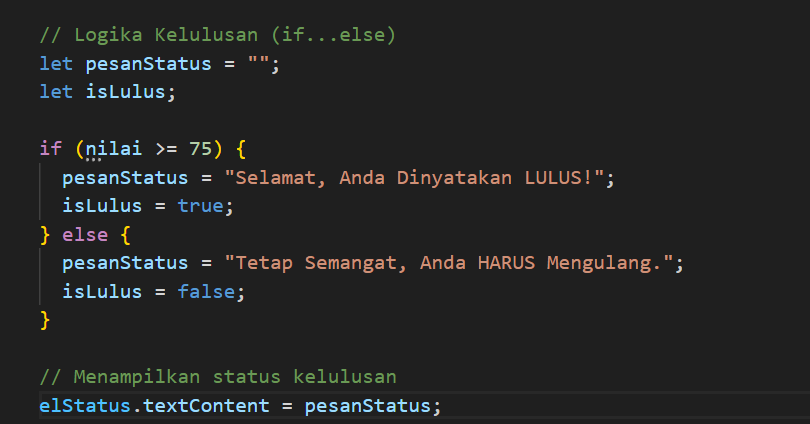 // Logika Kelulusan (if...else)
let pesanStatus = "";
let isLulus;
if (nilai >= 75) {
pesanStatus = "Selamat, Anda Dinyatakan LULUS!";
isLulus = true;
} else {
pesanStatus = "Tetap Semangat, Anda HARUS Mengulang.";
isLulus = false;
}
// Menampilkan status kelulusan
elStatus.textContent = pesanStatus;